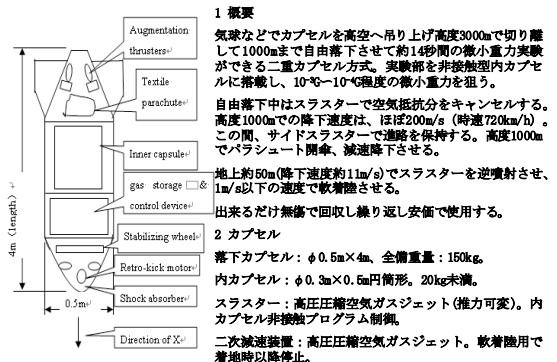 Augmentation
thrusters
Textile
parachute
Inner capsule
gas storage &
control device
Stabilizing wheel
Retro-kick motor
Shock absorber
Direction of X
4m (length)
0.5m
1 概要
気球などでカプセルを高空へ吊り上げ高度3000mで切り離
して1000mまで自由落下させて約14秒間の微小重力実験
ができる二重カプセル方式。実験部を非接触型内カプセ
ルに搭載し、10⁻³G~10⁻⁴G程度の微小重力を狙う。
自由落下中はスラスターで空気抵抗分をキャンセルする。
高度1000mでの降下速度は、ほぼ200m/s（時速720km/h）。
この間、サイドスラスターで進路を保持する。高度1000m
でパラシュート開傘、減速降下させる。
地上約50m(降下速度約11m/s)でスラスターを逆噴射させ、
1m/s以下の速度で軟着陸させる。
出来るだけ無傷で回収し繰り返し安価で使用する。
2 カプセル
落下カプセル：φ0.5m×4m、全備重量：150kg。
内カプセル：φ0.3m×0.5m円筒形。20kg未満。
スラスター：高圧圧縮空気ガスジェット(推力可変)。内
カプセル非接触プログラム制御。
二次減速装置：高圧圧縮空気ガスジェット。軟着陸用で
着地時以降停止。